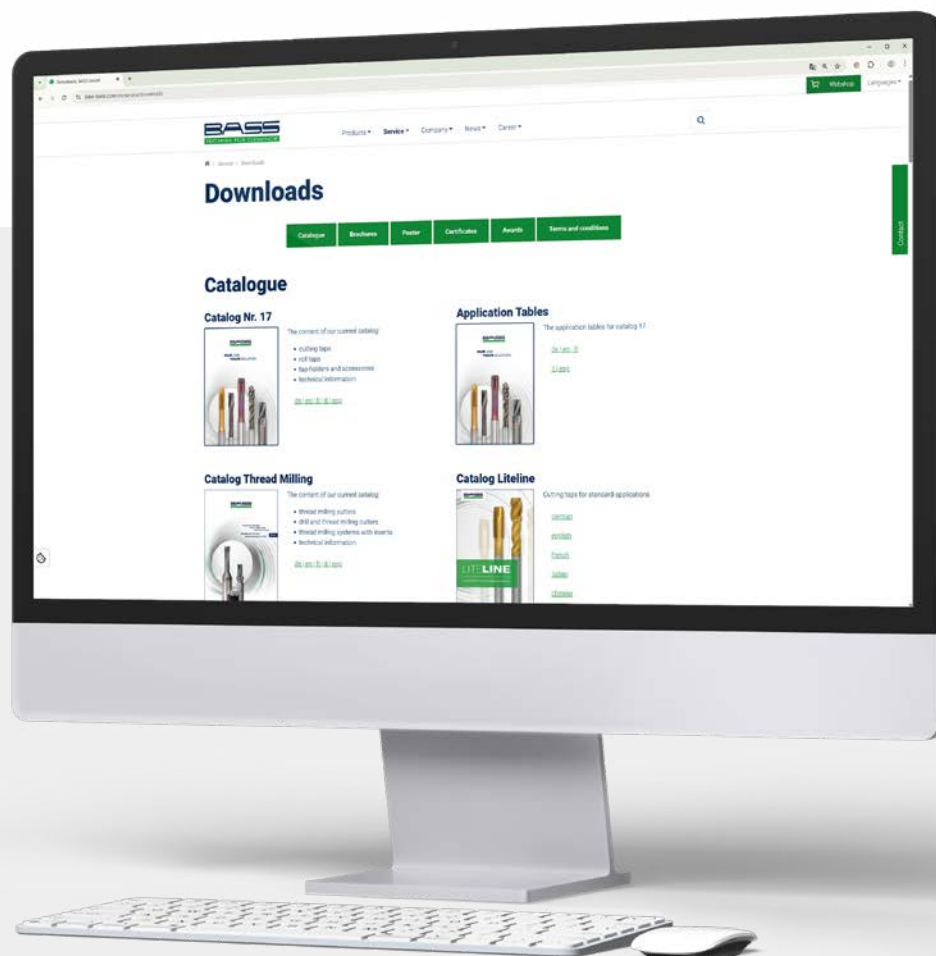 Webshop
Languages
BASS
Products Service Company News Career
Downloads
Catalogue Brochures Poster Certificates Awards Terms and conditions
Contact
Catalogue
Catalog Nr. 17
The content of our current catalog:
• cutting taps
• roll taps
• tap holders and accessories
• technical information
Application Tables
The application tables for catalog 17
Catalog Thread Milling
The content of our current catalog:
• thread milling cutters
• drill and thread milling cutters
• thread milling systems with inserts
• technical information
Catalog Liteline
Cutting taps for standard applications
german
english
french
italian
chinese
LITELINE